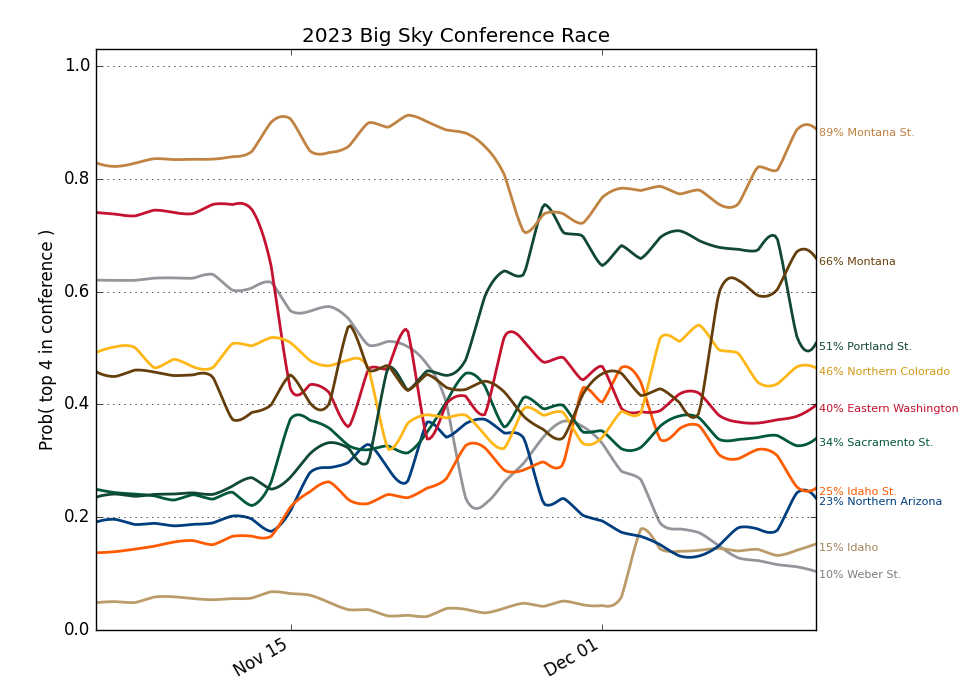 2023 Big Sky Conference Race
Prob( top 4 in conference )
1.0
0.8
0.6
0.4
0.2
0.0
Nov 15
Dec 01
89% Montana St.
66% Montana
51% Portland St.
46% Northern Colorado
40% Eastern Washington
34% Sacramento St.
25% Idaho St.
23% Northern Arizona
15% Idaho
10% Weber St.